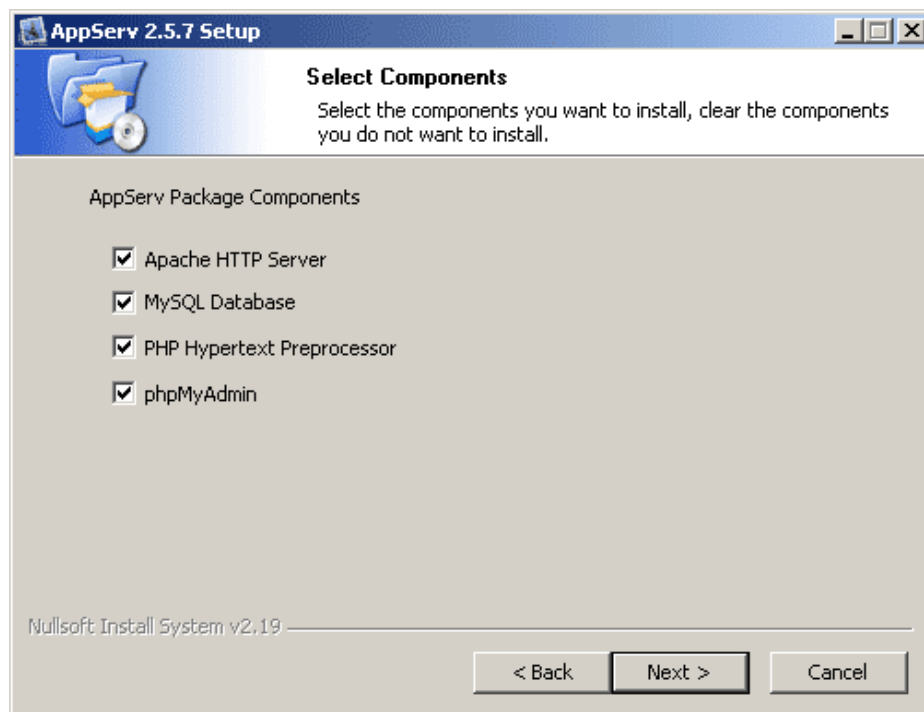 AppServ 2.5.7 Setup
Select Components
Select the components you want to install, clear the components
you do not want to install.
AppServ Package Components
Apache HTTP Server
MySQL Database
PHP Hypertext Preprocessor
phpMyAdmin
Nullsoft Install System v2.19
< Back
Next >
Cancel